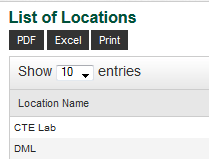 List of Locations
PDF Excel Print
Show 10 entries
Location Name
CTE Lab
DML